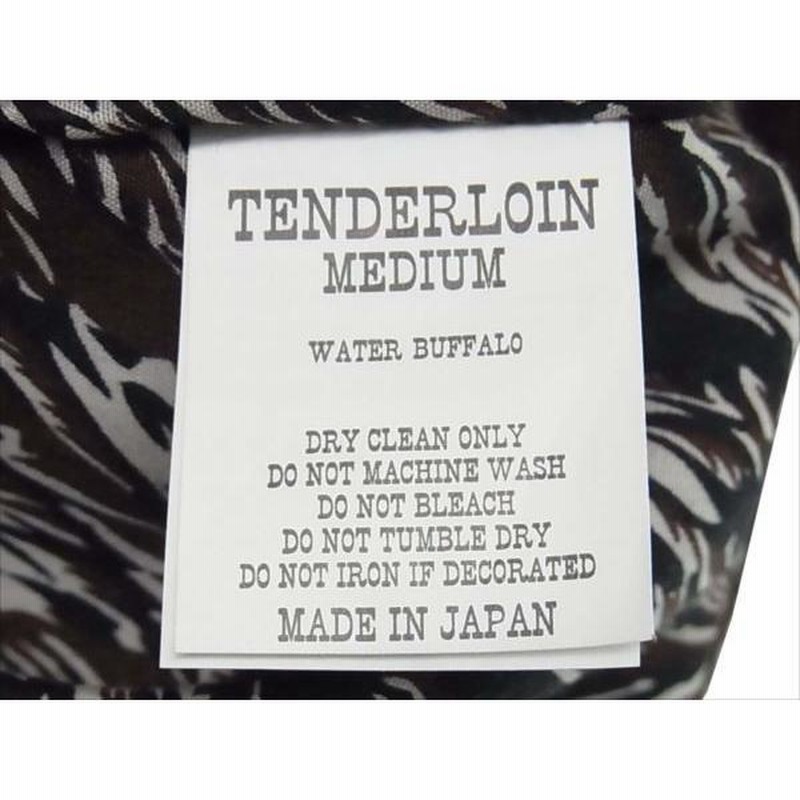 TENDERLOIN
MEDIUM
WATER BUFFALO
DRY CLEAN ONLY
DO NOT MACHINE WASH
DO NOT BLEACH
DO NOT TUMBLE DRY
DO NOT IRON IF DECORATED
MADE IN JAPAN